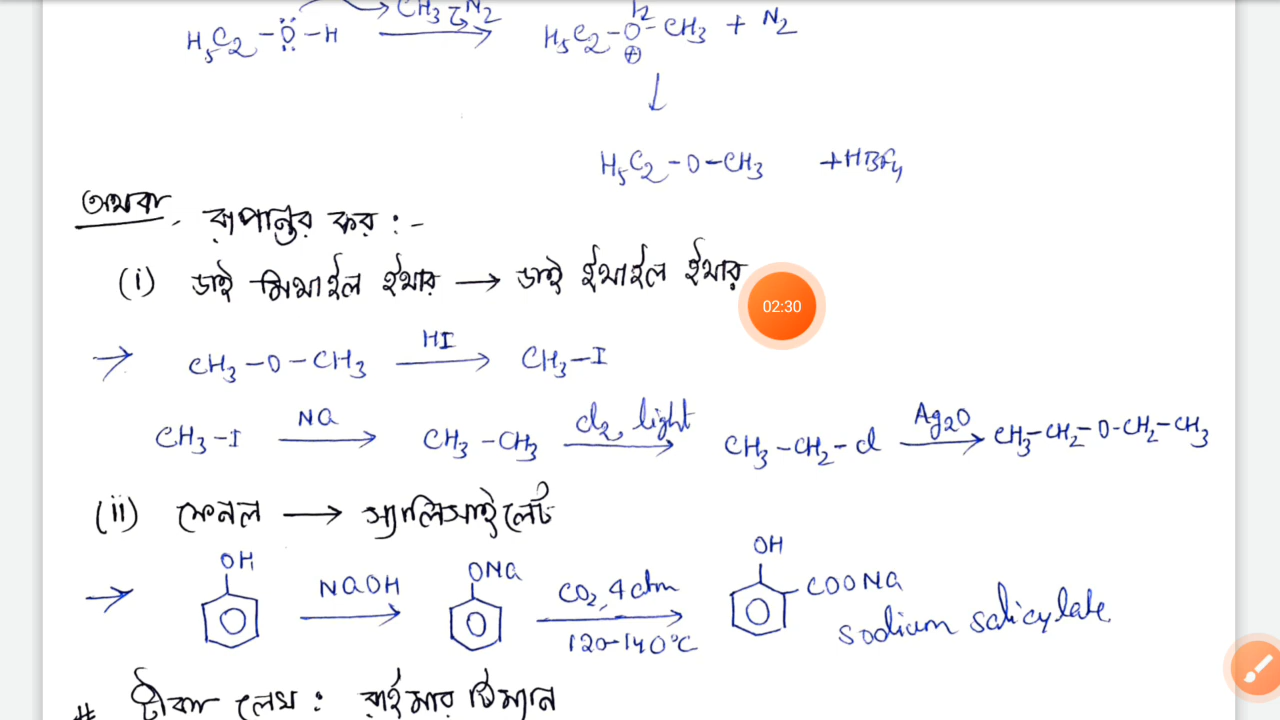 CH3 N2
H5C2-O-H → H5C2-O-CH3 + N2
⊕
↓
H5C2-O-CH3 +HBF4
অথবা, রূপান্তর কর :-
(i) ডাই মিথাইল ইথার → ডাই ইথাইল ইথার
02:30
→ CH3-O-CH3 HI → CH3-I
CH3-I Na → CH3-CH3 Cl2, light → CH3-CH2-Cl Ag2O → CH3-CH2-O-CH2-CH3
(ii) ফেনল → স্যালিসাইলেট
OH ONa OH
→ NaOH → CO2, 4 atm → COONa
120-140°C sodium salicylate
# টীকা লেখ : রাইমার টিম্যান